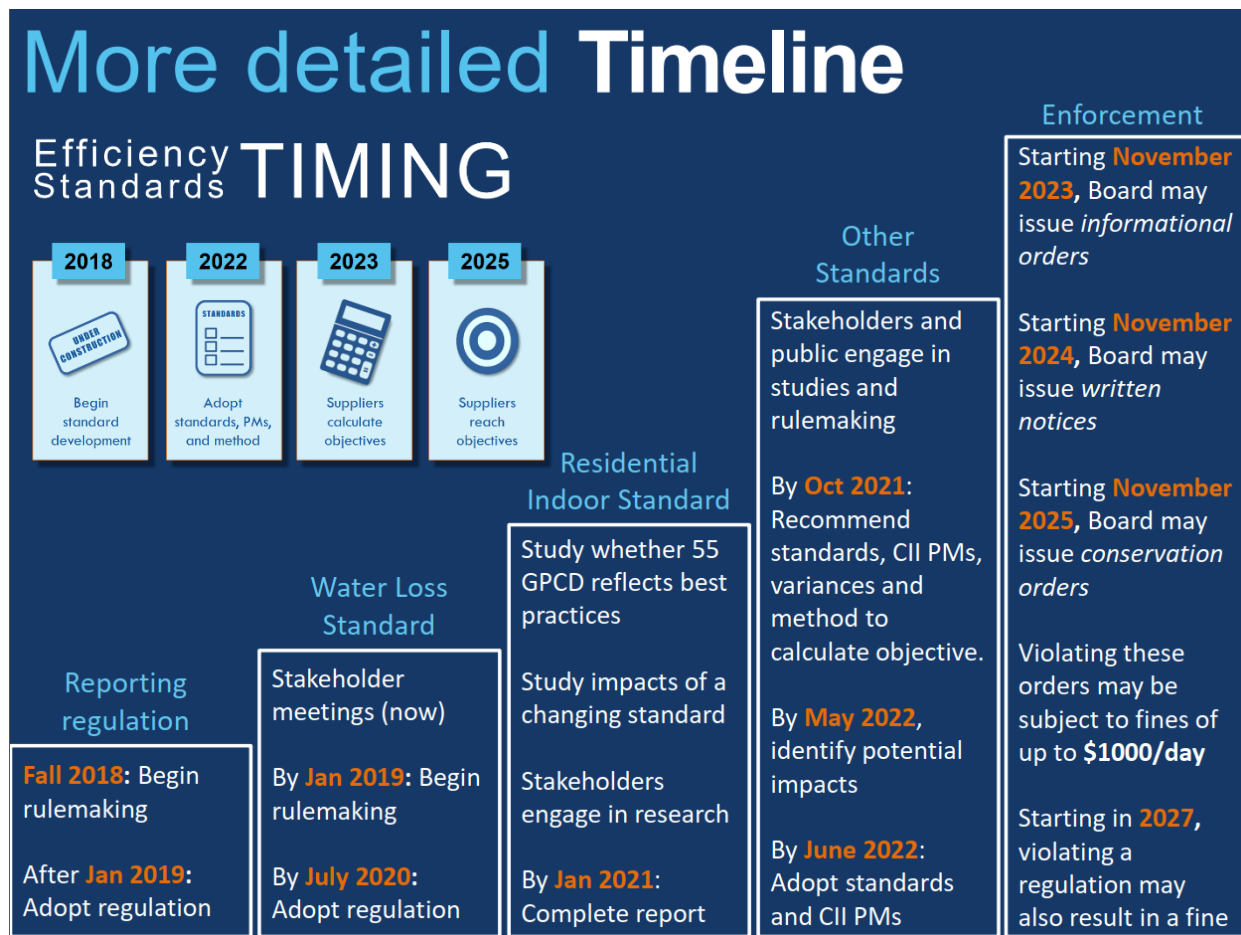 More detailed Timeline
Efficiency
Standards TIMING
2018
UNDER
CONSTRUCTION
Begin
standard
development
2022
STANDARDS
Adopt
standards, PMs,
and method
2023
Suppliers
calculate
objectives
2025
Suppliers
reach
objectives
Reporting
regulation
Fall 2018: Begin
rulemaking
After Jan 2019:
Adopt regulation
Water Loss
Standard
Stakeholder
meetings (now)
By Jan 2019: Begin
rulemaking
By July 2020:
Adopt regulation
Residential
Indoor Standard
Study whether 55
GPCD reflects best
practices
Study impacts of a
changing standard
Stakeholders
engage in research
By Jan 2021:
Complete report
Other
Standards
Stakeholders and
public engage in
studies and
rulemaking
By Oct 2021:
Recommend
standards, CII PMs,
variances and
method to
calculate objective.
By May 2022,
identify potential
impacts
By June 2022:
Adopt standards
and CII PMs
Enforcement
Starting November
2023, Board may
issue informational
orders
Starting November
2024, Board may
issue written
notices
Starting November
2025, Board may
issue conservation
orders
Violating these
orders may be
subject to fines of
up to $1000/day
Starting in 2027,
violating a
regulation may
also result in a fine